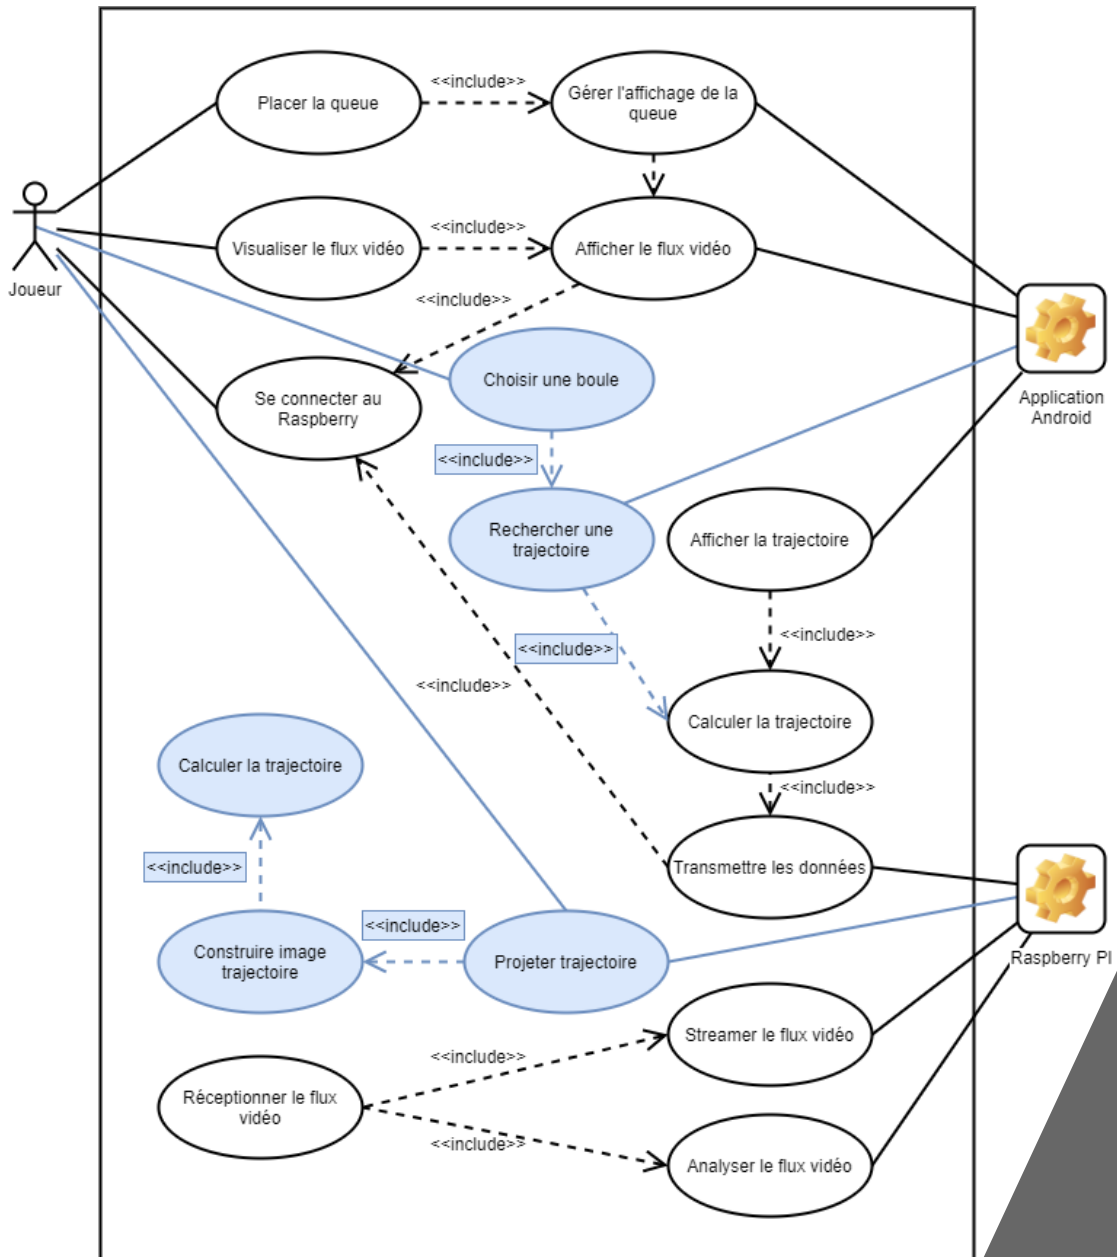 <<include>>
Placer la queue
Gérer l'affichage de la
queue
<<include>>
Visualiser le flux vidéo
Afficher le flux vidéo
Joueur
<<include>>
Choisir une boule
Se connecter au
Raspberry
Application
Android
<<include>>
Rechercher une
trajectoire
Afficher la trajectoire
<<include>>
<<include>>
<<include>>
Calculer la trajectoire
Calculer la trajectoire
<<include>>
<<include>>
Transmettre les données
<<include>>
Construire image
trajectoire
Projeter trajectoire
Raspberry PI
Streamer le flux vidéo
<<include>>
Réceptionner le flux
vidéo
<<include>>
Analyser le flux vidéo